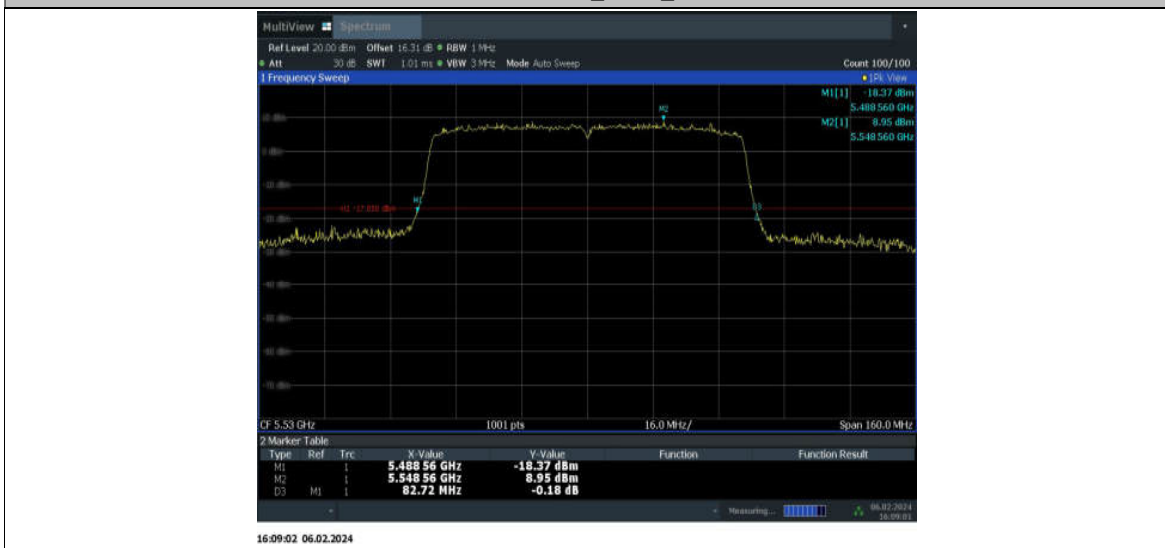 MultiView Spectrum
Ref Level 20.00 dBm Offset 16.31 dB RBW 1 MHz
Att 30 dB SWT 1.01 ms VBW 3 MHz Mode Auto Sweep Count 100/100
1 Frequency Sweep 1Pk View
M1[1] -18.37 dBm
5.488 560 GHz
M2[1] 8.95 dBm
5.548 560 GHz
M2
M1
D3
CF 5.53 GHz 1001 pts 16.0 MHz/ Span 160.0 MHz
2 Marker Table
Type Ref Trc X-Value Y-Value Function Function Result
M1 1 5.488 56 GHz -18.37 dBm
M2 1 5.548 56 GHz 8.95 dBm
D3 M1 1 82.72 MHz -0.18 dB
Measuring... 06.02.2024
16:09:01
16:09:02 06.02.2024